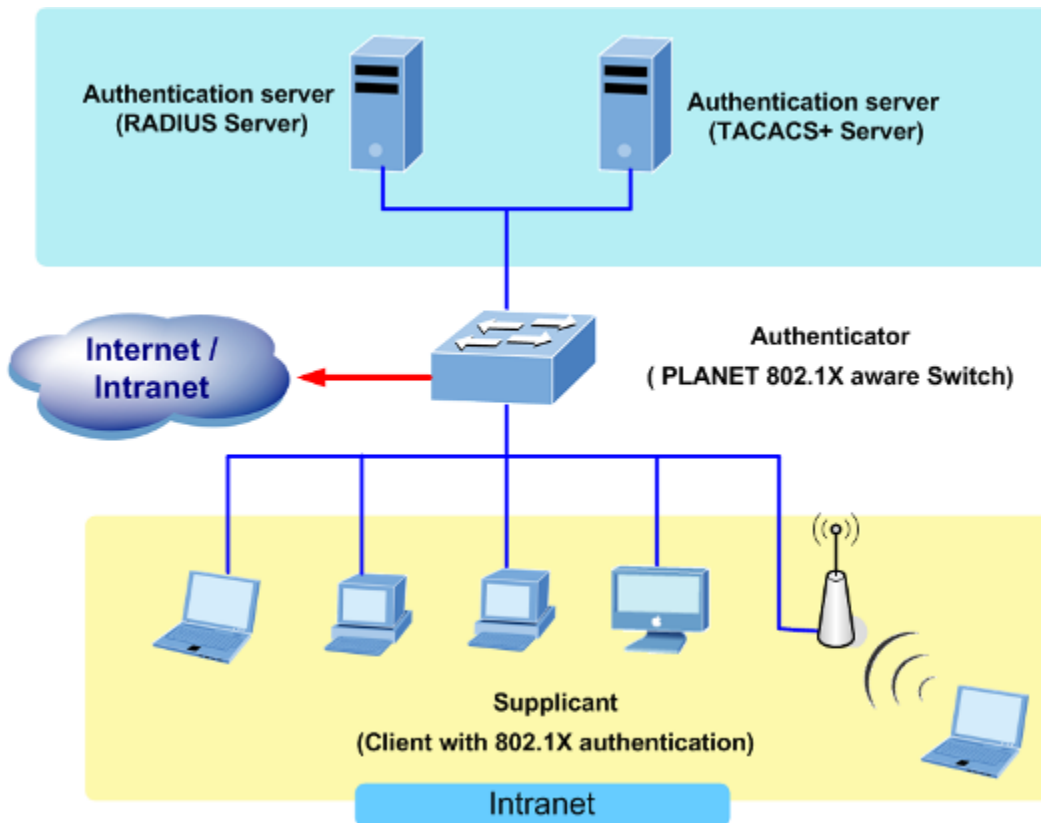 Authentication server
(RADIUS Server)
Authentication server
(TACACS+ Server)
Internet /
Intranet
Authenticator
( PLANET 802.1X aware Switch)
Supplicant
(Client with 802.1X authentication)
Intranet